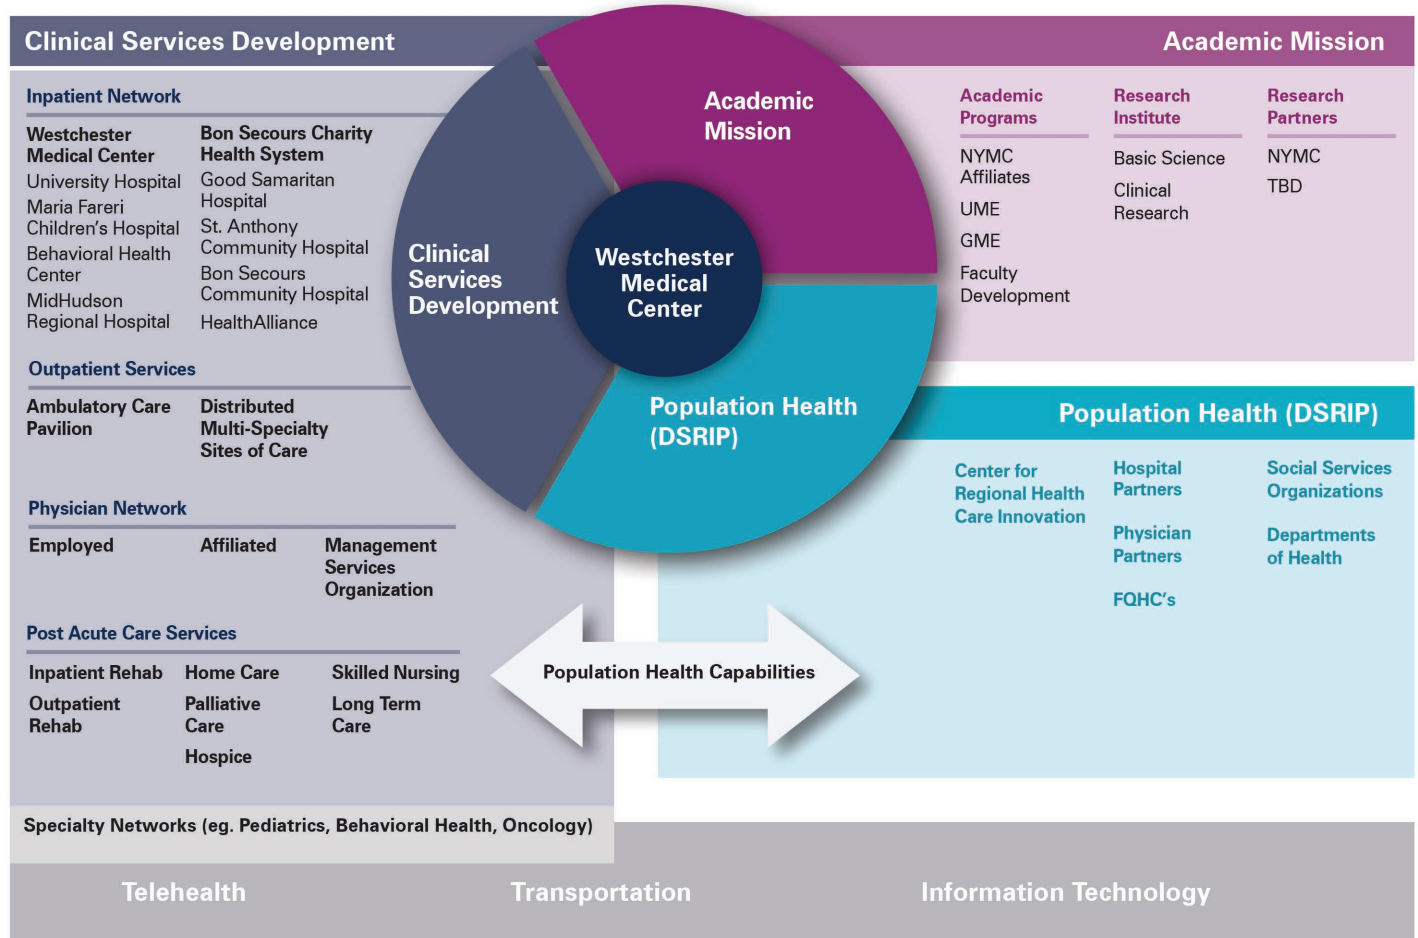 Clinical Services Development
Academic Mission
Inpatient Network
Westchester
Medical Center
University Hospital
Maria Fareri
Children’s Hospital
Behavioral Health
Center
MidHudson
Regional Hospital
Bon Secours Charity
Health System
Good Samaritan
Hospital
St. Anthony
Community Hospital
Bon Secours
Community Hospital
HealthAlliance
Outpatient Services
Ambulatory Care
Pavilion
Distributed
Multi-Specialty
Sites of Care
Physician Network
Employed
Affiliated
Management
Services
Organization
Post Acute Care Services
Inpatient Rehab
Outpatient
Rehab
Home Care
Palliative
Care
Hospice
Skilled Nursing
Long Term
Care
Specialty Networks (eg. Pediatrics, Behavioral Health, Oncology)
Academic
Mission
Clinical
Services
Development
Westchester
Medical
Center
Population Health
(DSRIP)
Academic
Programs
NYMC
Affiliates
UME
GME
Faculty
Development
Research
Institute
Basic Science
Clinical
Research
Research
Partners
NYMC
TBD
Population Health (DSRIP)
Center for
Regional Health
Care Innovation
Hospital
Partners
Physician
Partners
FQHC’s
Social Services
Organizations
Departments
of Health
Population Health Capabilities
Telehealth
Transportation
Information Technology